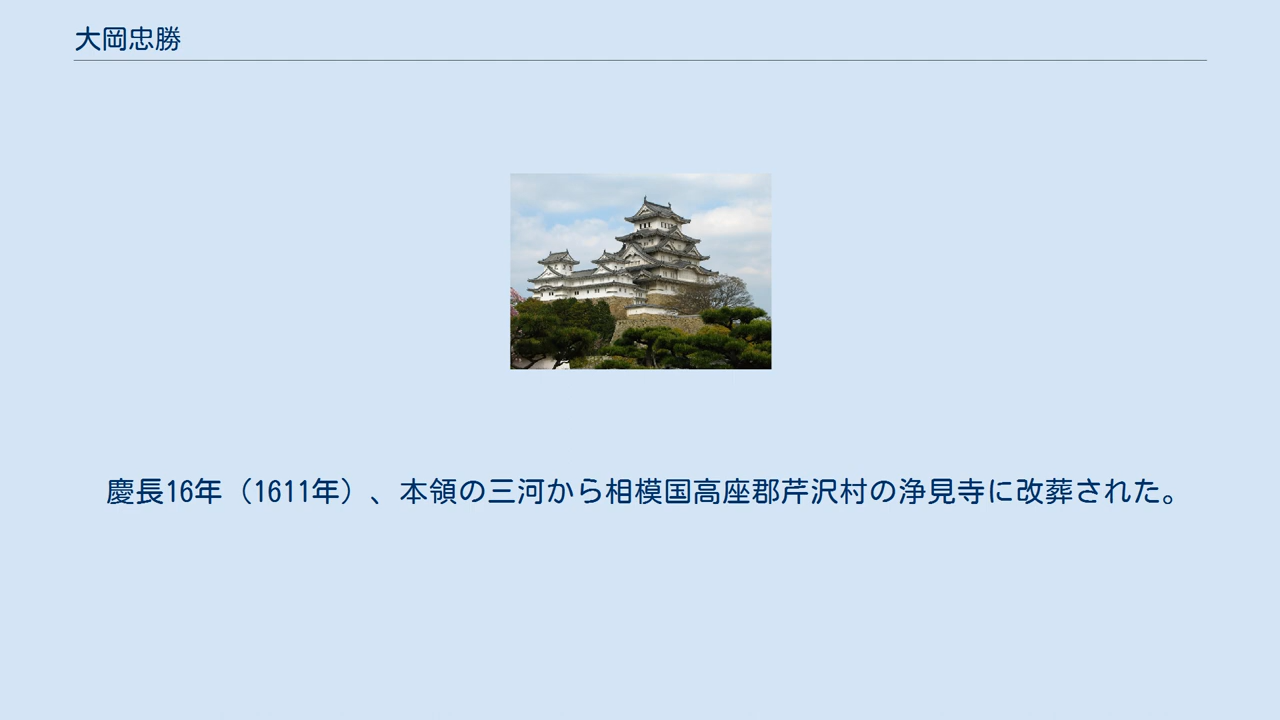 大岡忠勝
慶長16年（1611年）、本領の三河から相模国高座郡芹沢村の浄見寺に改葬された。